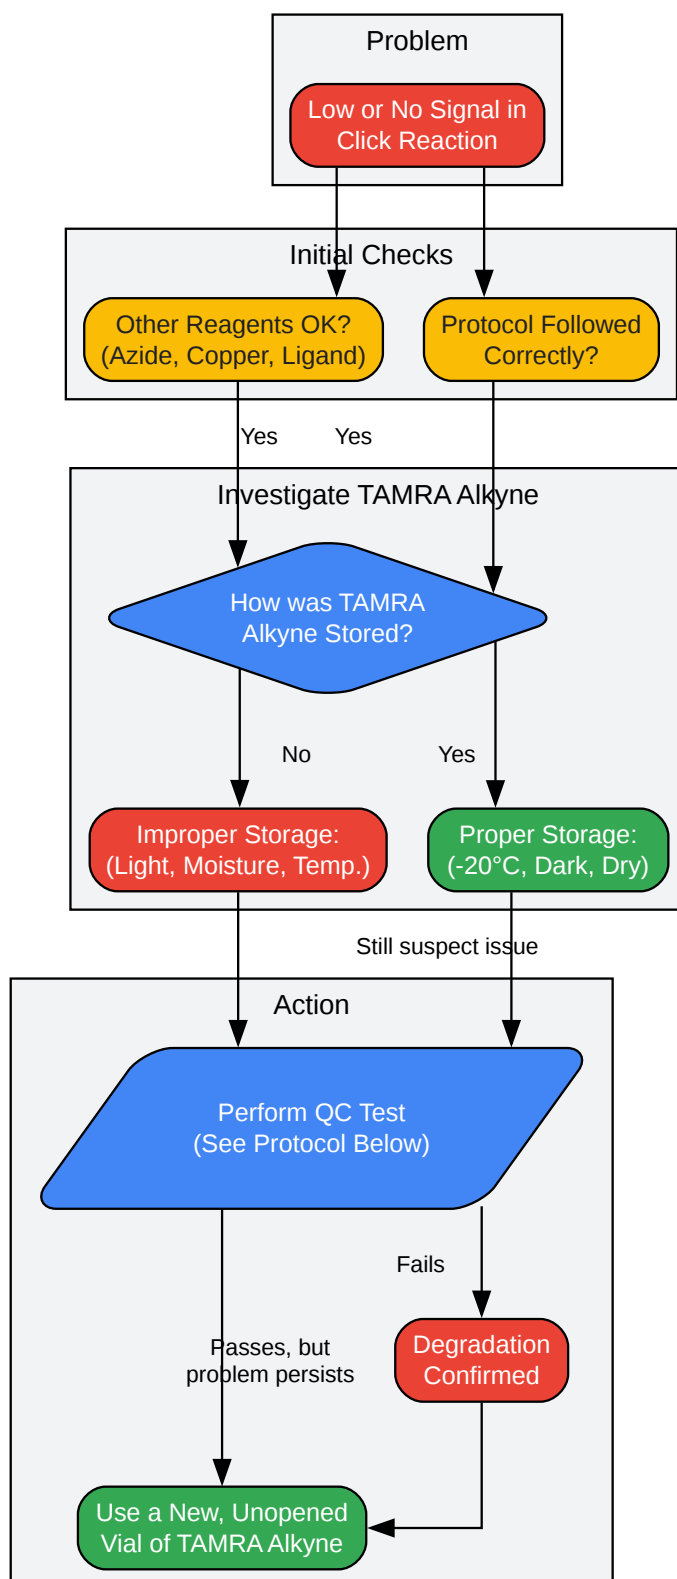 Problem
Low or No Signal in
Click Reaction
Initial Checks
Other Reagents OK?
(Azide, Copper, Ligand)
Protocol Followed
Correctly?
Yes
Yes
Investigate TAMRA Alkyne
How was TAMRA
Alkyne Stored?
No
Yes
Improper Storage:
(Light, Moisture, Temp.)
Proper Storage:
(-20°C, Dark, Dry)
Still suspect issue
Action
Perform QC Test
(See Protocol Below)
Fails
Passes, but
problem persists
Degradation
Confirmed
Use a New, Unopened
Vial of TAMRA Alkyne